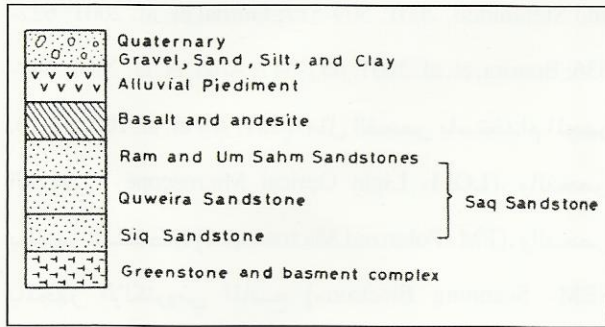 Quaternary
Gravel, Sand, Silt, and Clay
Alluvial Piediment
Basalt and andesite
Ram and Um Sahm Sandstones
Quweira Sandstone
Saq Sandstone
Siq Sandstone
Greenstone and basment complex